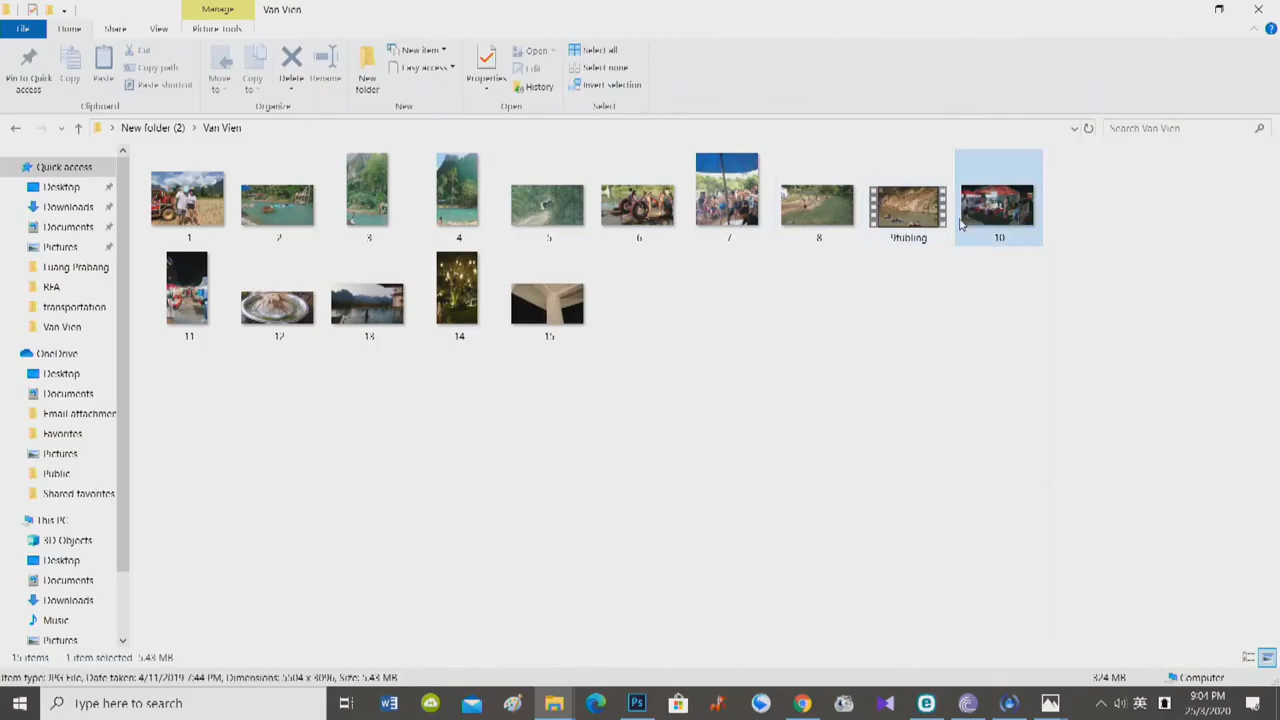 Manage
Van Vien
File
Home
Share
View
Picture Tools
Pin to Quick access
Copy
Paste
Cut
Copy path
Paste shortcut
Clipboard
Move to
Copy to
Delete
Rename
Organize
New folder
New item
Easy access
New
Properties
Open
Edit
History
Open
Select all
Select none
Invert selection
Select
New folder (2) > Van Vien
Search Van Vien
Quick access
Desktop
Downloads
Documents
Pictures
Luang Prabang
transportation
Van Vien
OneDrive
Desktop
Documents
Email attachmen
Favorites
Pictures
Public
Shared favorites
This PC
3D Objects
Desktop
Documents
Downloads
Music
Pictures
1
2
3
4
5
6
7
8
9tubling
10
11
12
13
14
15
15 items
1 item selected 5.43 MB
Item type: JPG File, Date taken: 4/11/2019 7:44 PM, Dimensions: 5504 x 3096, Size: 5.43 MB
824 MB
Computer
Type here to search
英
9:04 PM
25/3/2020